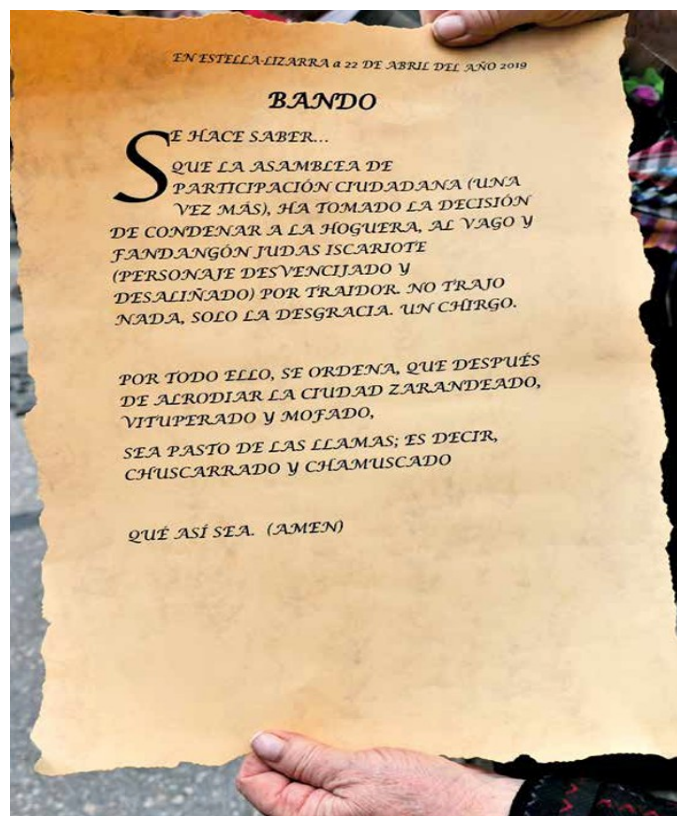 EN ESTELLA-LIZARRA a 22 DE ABRIL DEL AÑO 2019
BANDO
SE HACE SABER...
QUE LA ASAMBLEA DE
PARTICIPACIÓN CIUDADANA (UNA
VEZ MÁS), HA TOMADO LA DECISIÓN
DE CONDENAR A LA HOGUERA, AL VAGO Y
FANDANGÓN JUDAS ISCARIOTE
(PERSONAJE DESVENCIJADO Y
DESALIÑADO) POR TRAIDOR. NO TRAJO
NADA, SOLO LA DESGRACIA. UN CHIRGO.
POR TODO ELLO, SE ORDENA, QUE DESPUÉS
DE ALRODIAR LA CIUDAD ZARANDEADO,
VITUPERADO Y MOFADO,
SEA PASTO DE LAS LLAMAS; ES DECIR,
CHUSCARRADO Y CHAMUSCADO
QUÉ ASÍ SEA. (AMEN)